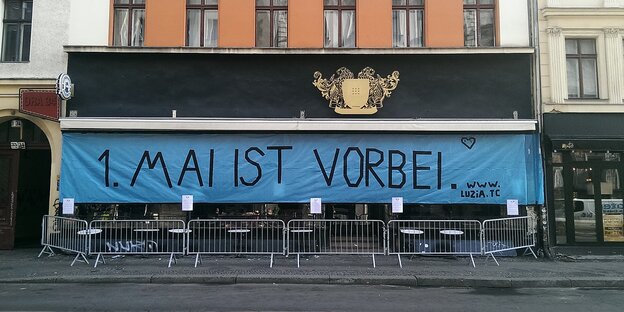 1. MAI IST VORBEI.
WWW.
LUZIA.TC